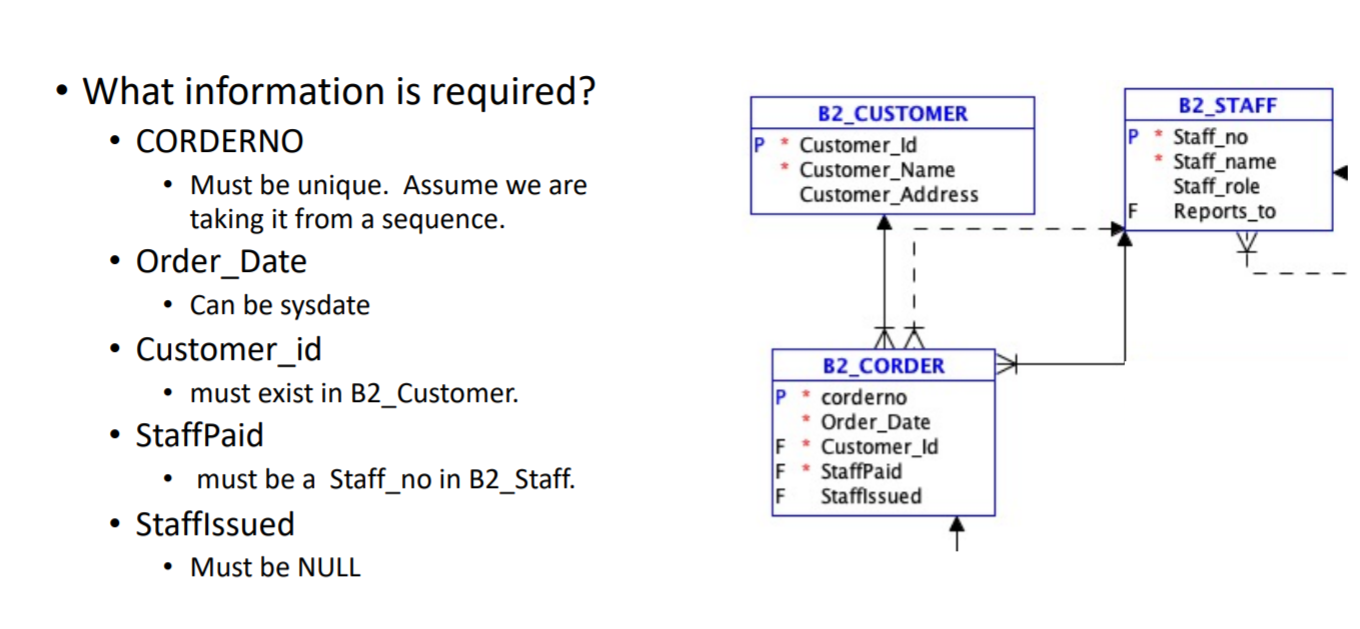 • What information is required?
• CORDERNO
• Must be unique.  Assume we are
taking it from a sequence.
• Order_Date
• Can be sysdate
• Customer_id
• must exist in B2_Customer.
• StaffPaid
• must be a  Staff_no in B2_Staff.
• StaffIssued
• Must be NULL
B2_CUSTOMER
P * Customer_Id
* Customer_Name
Customer_Address
B2_STAFF
P * Staff_no
* Staff_name
Staff_role
F Reports_to
B2_CORDER
P * corderno
* Order_Date
F * Customer_Id
F * StaffPaid
F StaffIssued